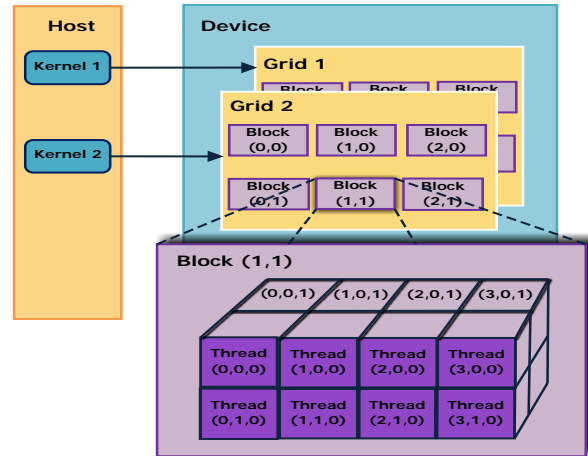 Host
Device
Kernel 1
Grid 1
Block Block Block
Grid 2
Block Block Block
(0,0) (1,0) (2,0)
Kernel 2
Block Block Block
(0,1) (1,1) (2,1)
Block (1,1)
(0,0,1) (1,0,1) (2,0,1) (3,0,1)
Thread Thread Thread Thread
(0,0,0) (1,0,0) (2,0,0) (3,0,0)
Thread Thread Thread Thread
(0,1,0) (1,1,0) (2,1,0) (3,1,0)